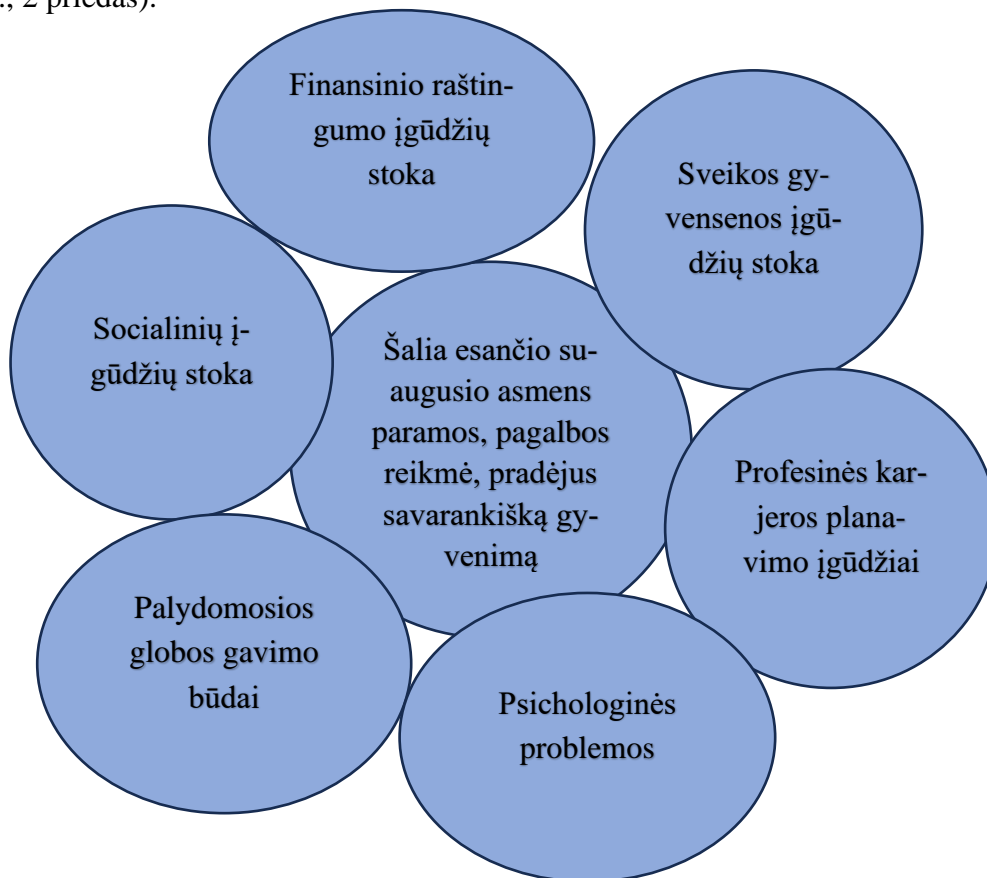 ., 2 priedas).
Finansinio raštin-
gumo įgūdžių
stoka
Sveikos gy-
vensenos įgū-
džių stoka
Socialinių į-
gūdžių stoka
Šalia esančio su-
augusio asmens
paramos, pagalbos
reikmė, pradėjus
savarankišką gy-
venimą
Profesinės kar-
jeros plana-
vimo įgūdžiai
Palydomosios
globos gavimo
būdai
Psichologinės
problemos